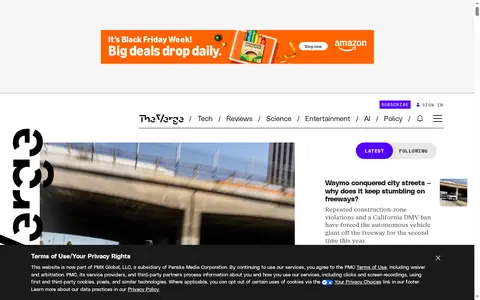 It's Black Friday Week!
Big deals drop daily.
Shop now
amazon
SUBSCRIBE
SIGN IN
The Verge / Tech / Reviews / Science / Entertainment / AI / Policy /
Verge
LATEST FOLLOWING
Waymo conquered city streets —
why does it keep stumbling on
freeways?
Repeated construction-zone
violations and a California DMV ban
have forced the autonomous vehicle
giant off the freeway for the second
time this year.
Terms of Use/Your Privacy Rights
This website is now part of PMX Global, LLC, a subsidiary of Penske Media Corporation. By continuing to use our services, you agree to the PMC Terms of Use, including waiver
and arbitration provisions. PMC, its service providers, and third-party partners process information about you and how you use our services, including clicks and screen recordings, using
first and third-party cookies, pixels, and similar technologies. Where applicable, you can opt out of certain uses of cookies via the Your Privacy Choices link in our footer.
Learn more about our data practices in our Privacy Policy.